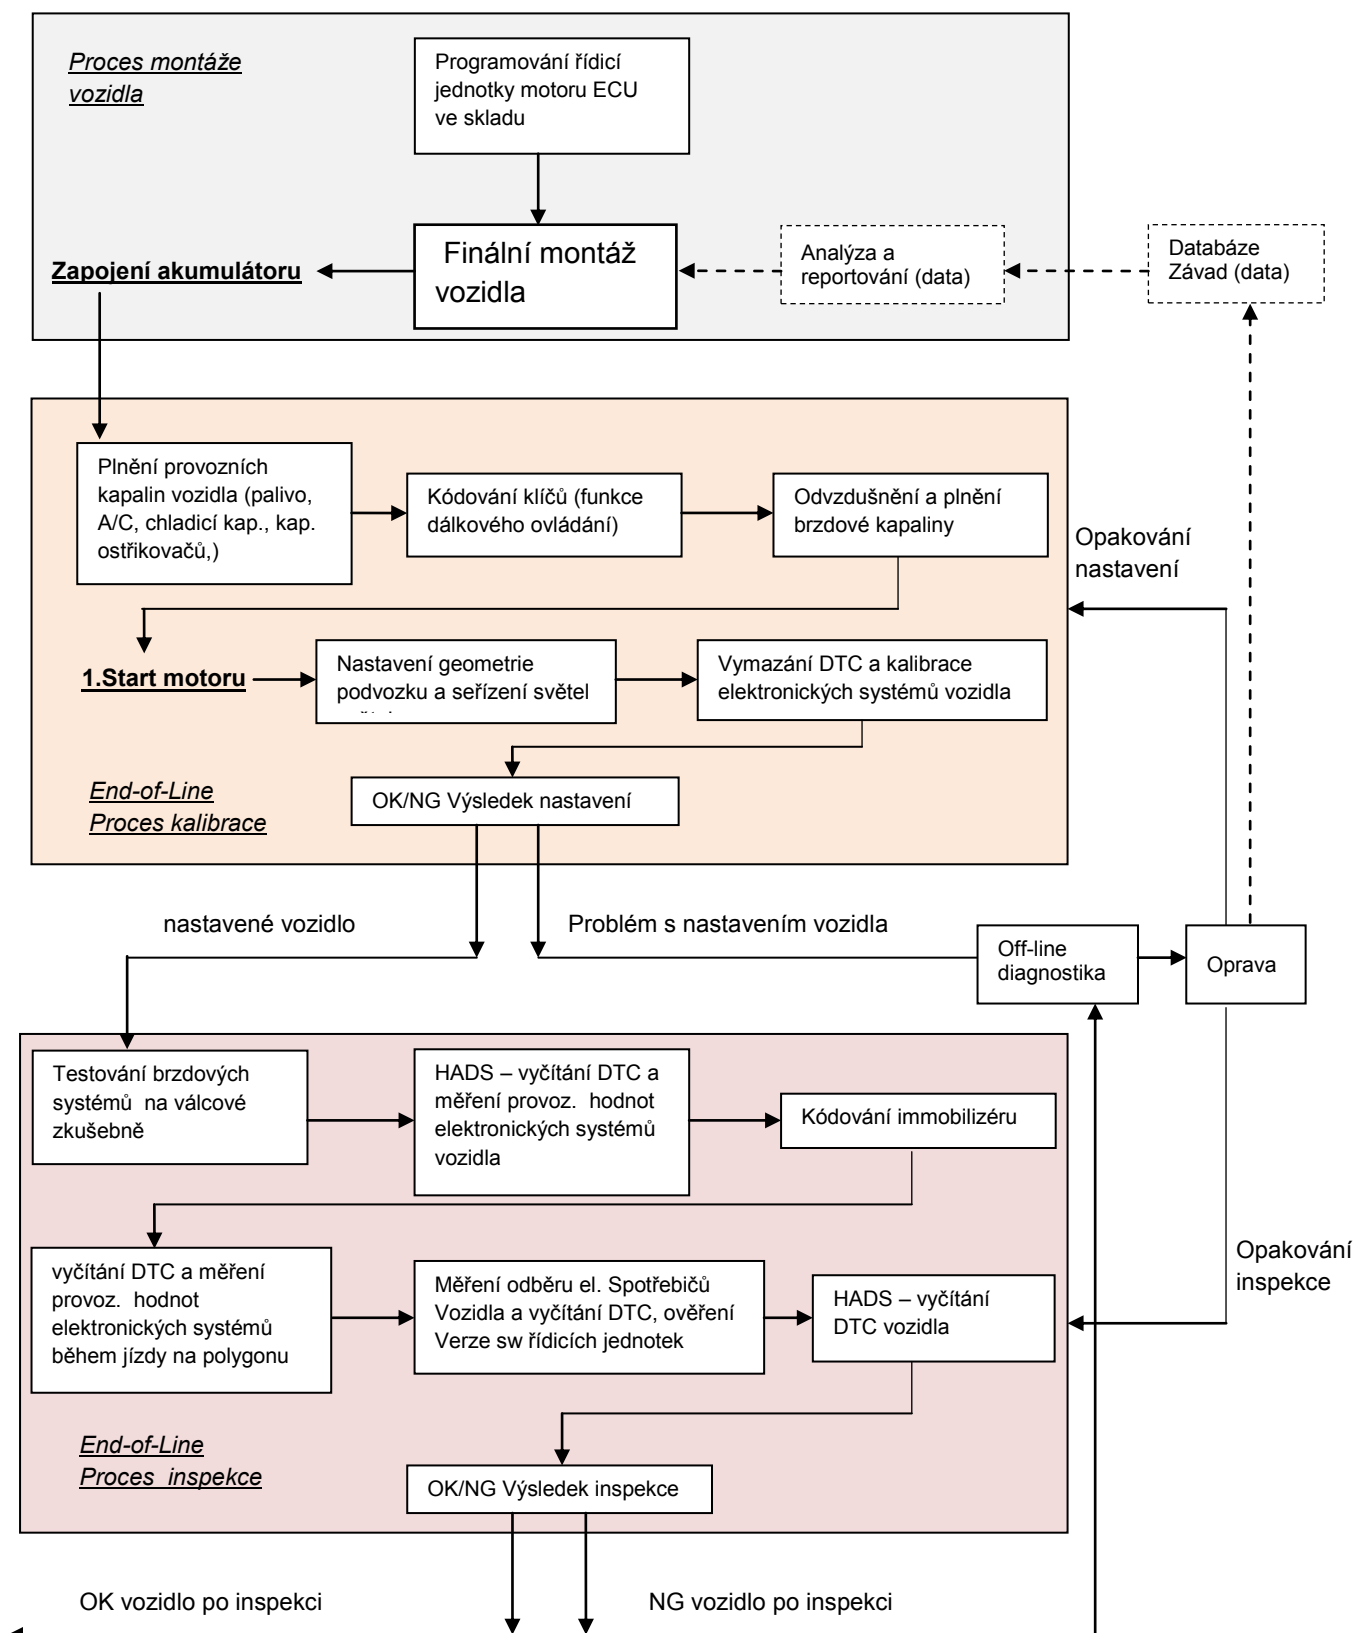 Proces montáže
vozidla
Programování řídicí
jednotky motoru ECU
ve skladu
Zapojení akumulátoru
Finální montáž
vozidla
Analýza a
reportování (data)
Databáze
Závad (data)
Plnění provozních
kapalin vozidla (palivo,
A/C, chladicí kap., kap.
ostřikovačů,)
Kódování klíčů (funkce
dálkového ovládání)
Odvzdušnění a plnění
brzdové kapaliny
Opakování
nastavení
1.Start motoru
Nastavení geometrie
podvozku a seřízení světel
Vymazání DTC a kalibrace
elektronických systémů vozidla
End-of-Line
Proces kalibrace
OK/NG Výsledek nastavení
nastavené vozidlo
Problém s nastavením vozidla
Off-line
diagnostika
Oprava
Testování brzdových
systémů na válcové
zkušebně
HADS – vyčítání DTC a
měření provoz. hodnot
elektronických systémů
vozidla
Kódování immobilizéru
vyčítání DTC a měření
provoz. hodnot
elektronických systémů
během jízdy na polygonu
Měření odběru el. Spotřebičů
Vozidla a vyčítání DTC, ověření
Verze sw řídicích jednotek
HADS – vyčítání
DTC vozidla
Opakování
inspekce
End-of-Line
Proces inspekce
OK/NG Výsledek inspekce
OK vozidlo po inspekci
NG vozidlo po inspekci